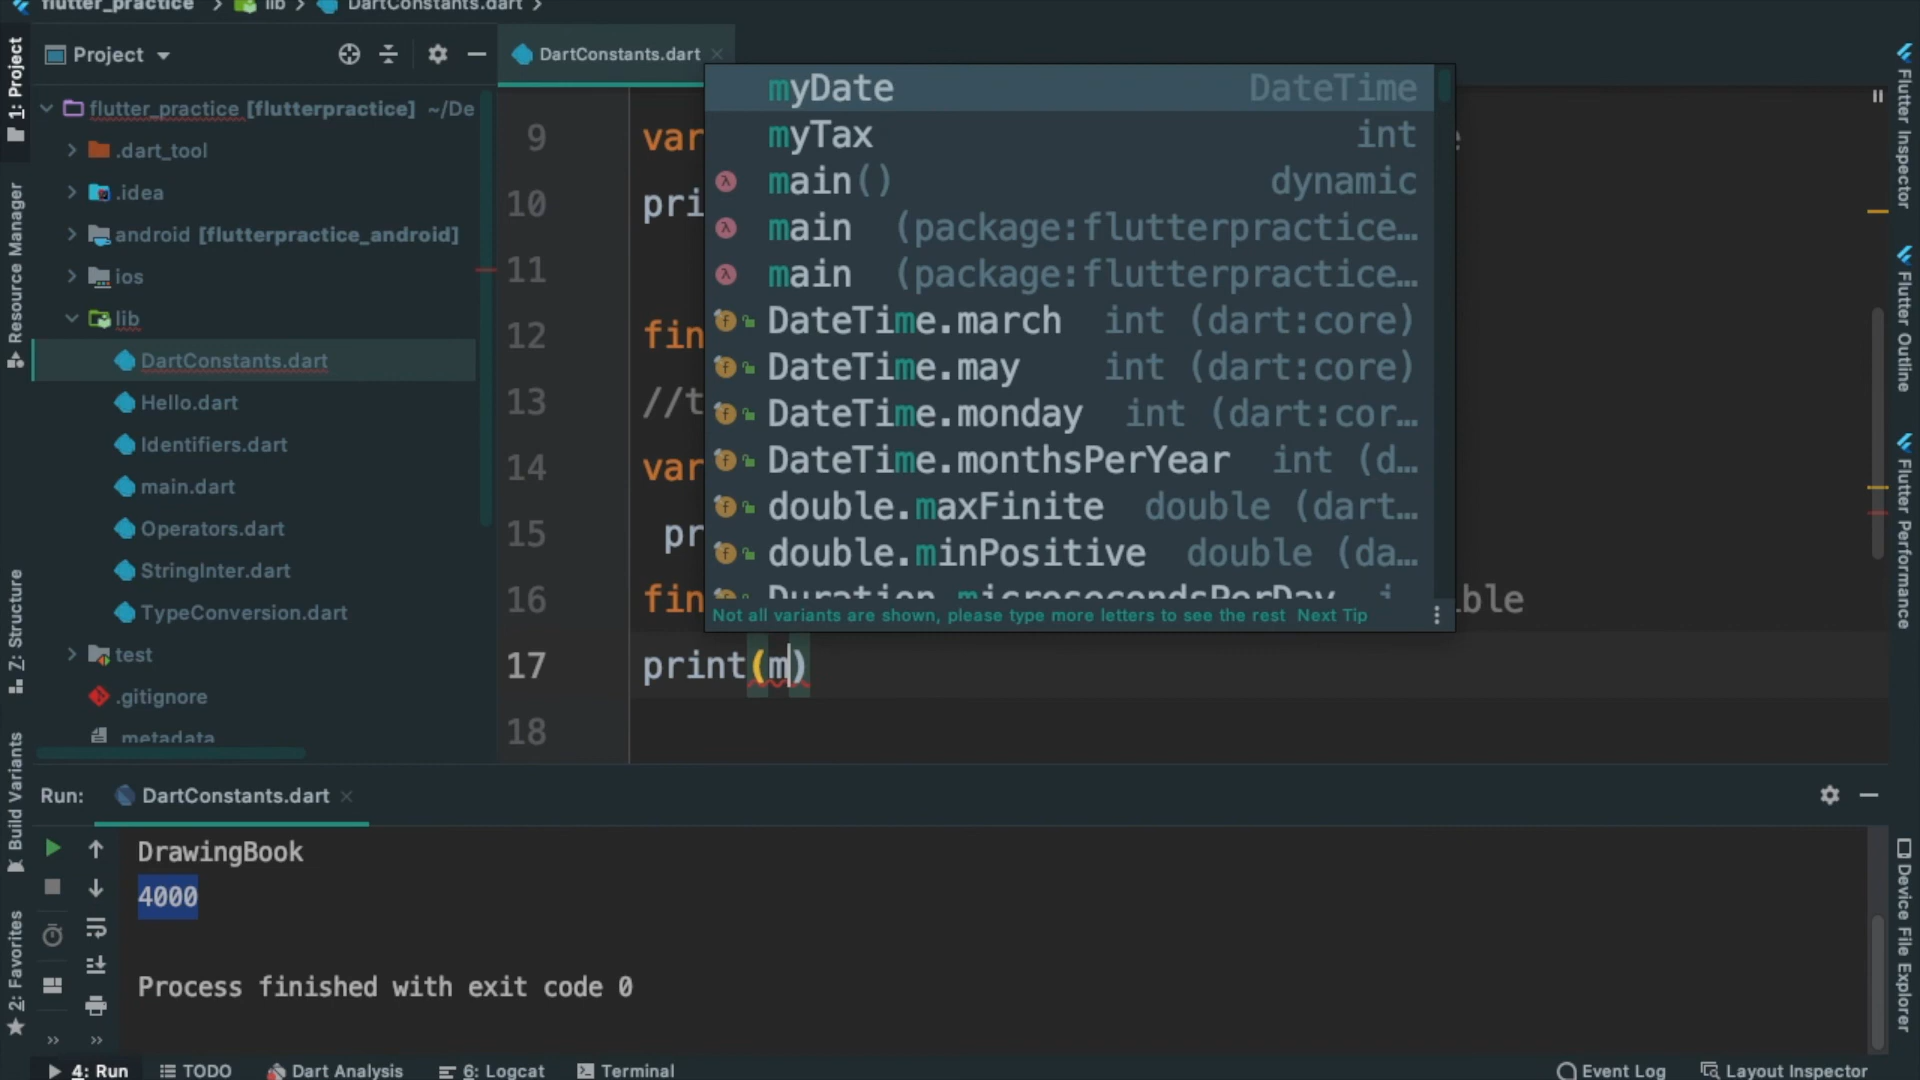 flutter_practice > lib > DartConstants.dart >
Project
DartConstants.dart
1: Project
Resource Manager
7: Structure
Build Variants
2: Favorites
flutter_practice [flutterpractice] ~/De
.dart_tool
.idea
android [flutterpractice_android]
ios
lib
DartConstants.dart
Hello.dart
Identifiers.dart
main.dart
Operators.dart
StringInter.dart
TypeConversion.dart
test
.gitignore
.metadata
9 var
10 pri
11
12 fin
13 //t
14 var
15 pr
16 fin
17 print(m)
18
myDate DateTime
myTax int
main() dynamic
main (package:flutterpractice…
main (package:flutterpractice…
DateTime.march int (dart:core)
DateTime.may int (dart:core)
DateTime.monday int (dart:cor…
DateTime.monthsPerYear int (d…
double.maxFinite double (dart…
double.minPositive double (da…
Duration.microsecondsPerDay i…
Not all variants are shown, please type more letters to see the rest Next Tip
Flutter Inspector
Flutter Outline
Flutter Performance
Device File Explorer
Run: DartConstants.dart
DrawingBook
4000
Process finished with exit code 0
4: Run TODO Dart Analysis 6: Logcat Terminal Event Log Layout Inspector